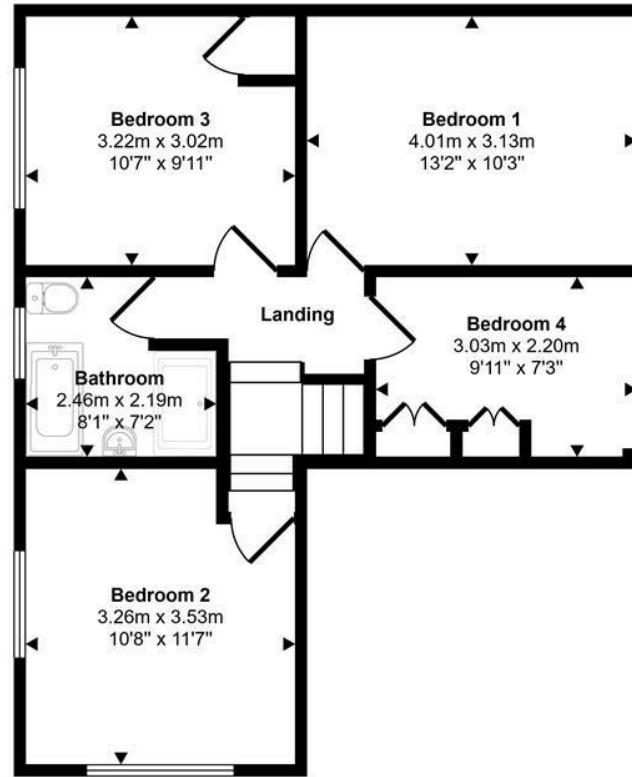 Bedroom 3
3.22m x 3.02m
10'7" x 9'11"
Bedroom 1
4.01m x 3.13m
13'2" x 10'3"
Landing
Bedroom 4
3.03m x 2.20m
9'11" x 7'3"
Bathroom
2.46m x 2.19m
8'1" x 7'2"
Bedroom 2
3.26m x 3.53m
10'8" x 11'7"